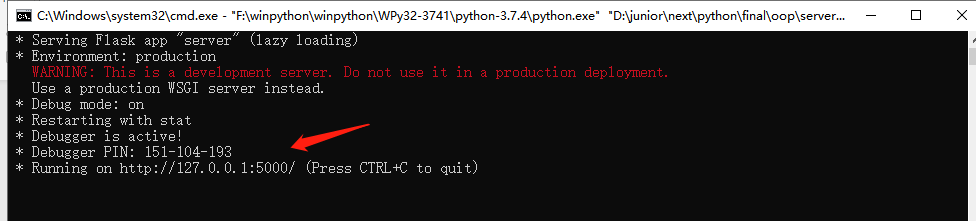 C:\Windows\system32\cmd.exe - "F:\winpython\winpython\WPy32-3741\python-3.7.4\python.exe" "D:\junior\next\python\final\oop\server...
* Serving Flask app "server" (lazy loading)
* Environment: production
WARNING: This is a development server. Do not use it in a production deployment.
Use a production WSGI server instead.
* Debug mode: on
* Restarting with stat
* Debugger is active!
* Debugger PIN: 151-104-193
* Running on http://127.0.0.1:5000/ (Press CTRL+C to quit)